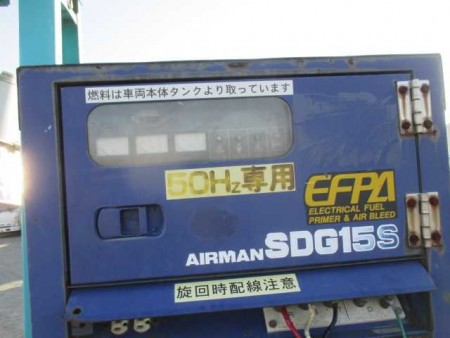 燃料は車両本体タンクより取っています
50Hz専用
EFPA
ELECTRICAL FUEL
PRIMER & AIR BLEED
AIRMAN SDG15S
旋回時配線注意